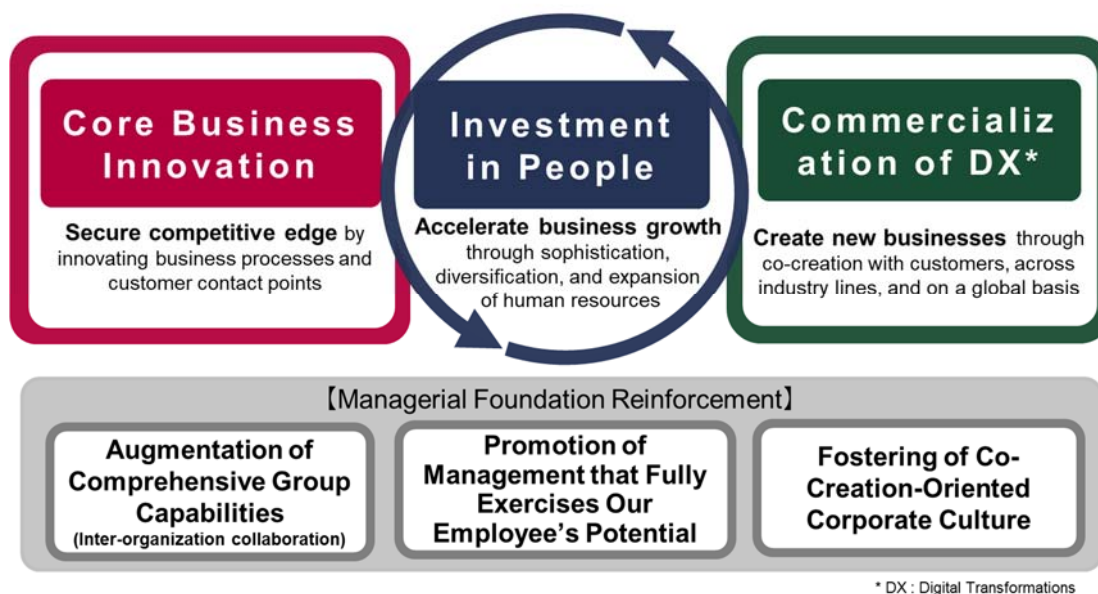 Core Business
Innovation
Secure competitive edge by
innovating business processes and
customer contact points
Investment
in People
Accelerate business growth
through sophistication,
diversification, and expansion
of human resources
Commercializ
ation of DX*
Create new businesses through
co-creation with customers, across
industry lines, and on a global basis
【Managerial Foundation Reinforcement】
Augmentation of
Comprehensive Group
Capabilities
(Inter-organization collaboration)
Promotion of
Management that Fully
Exercises Our
Employee’s Potential
Fostering of Co-
Creation-Oriented
Corporate Culture
* DX : Digital Transformations